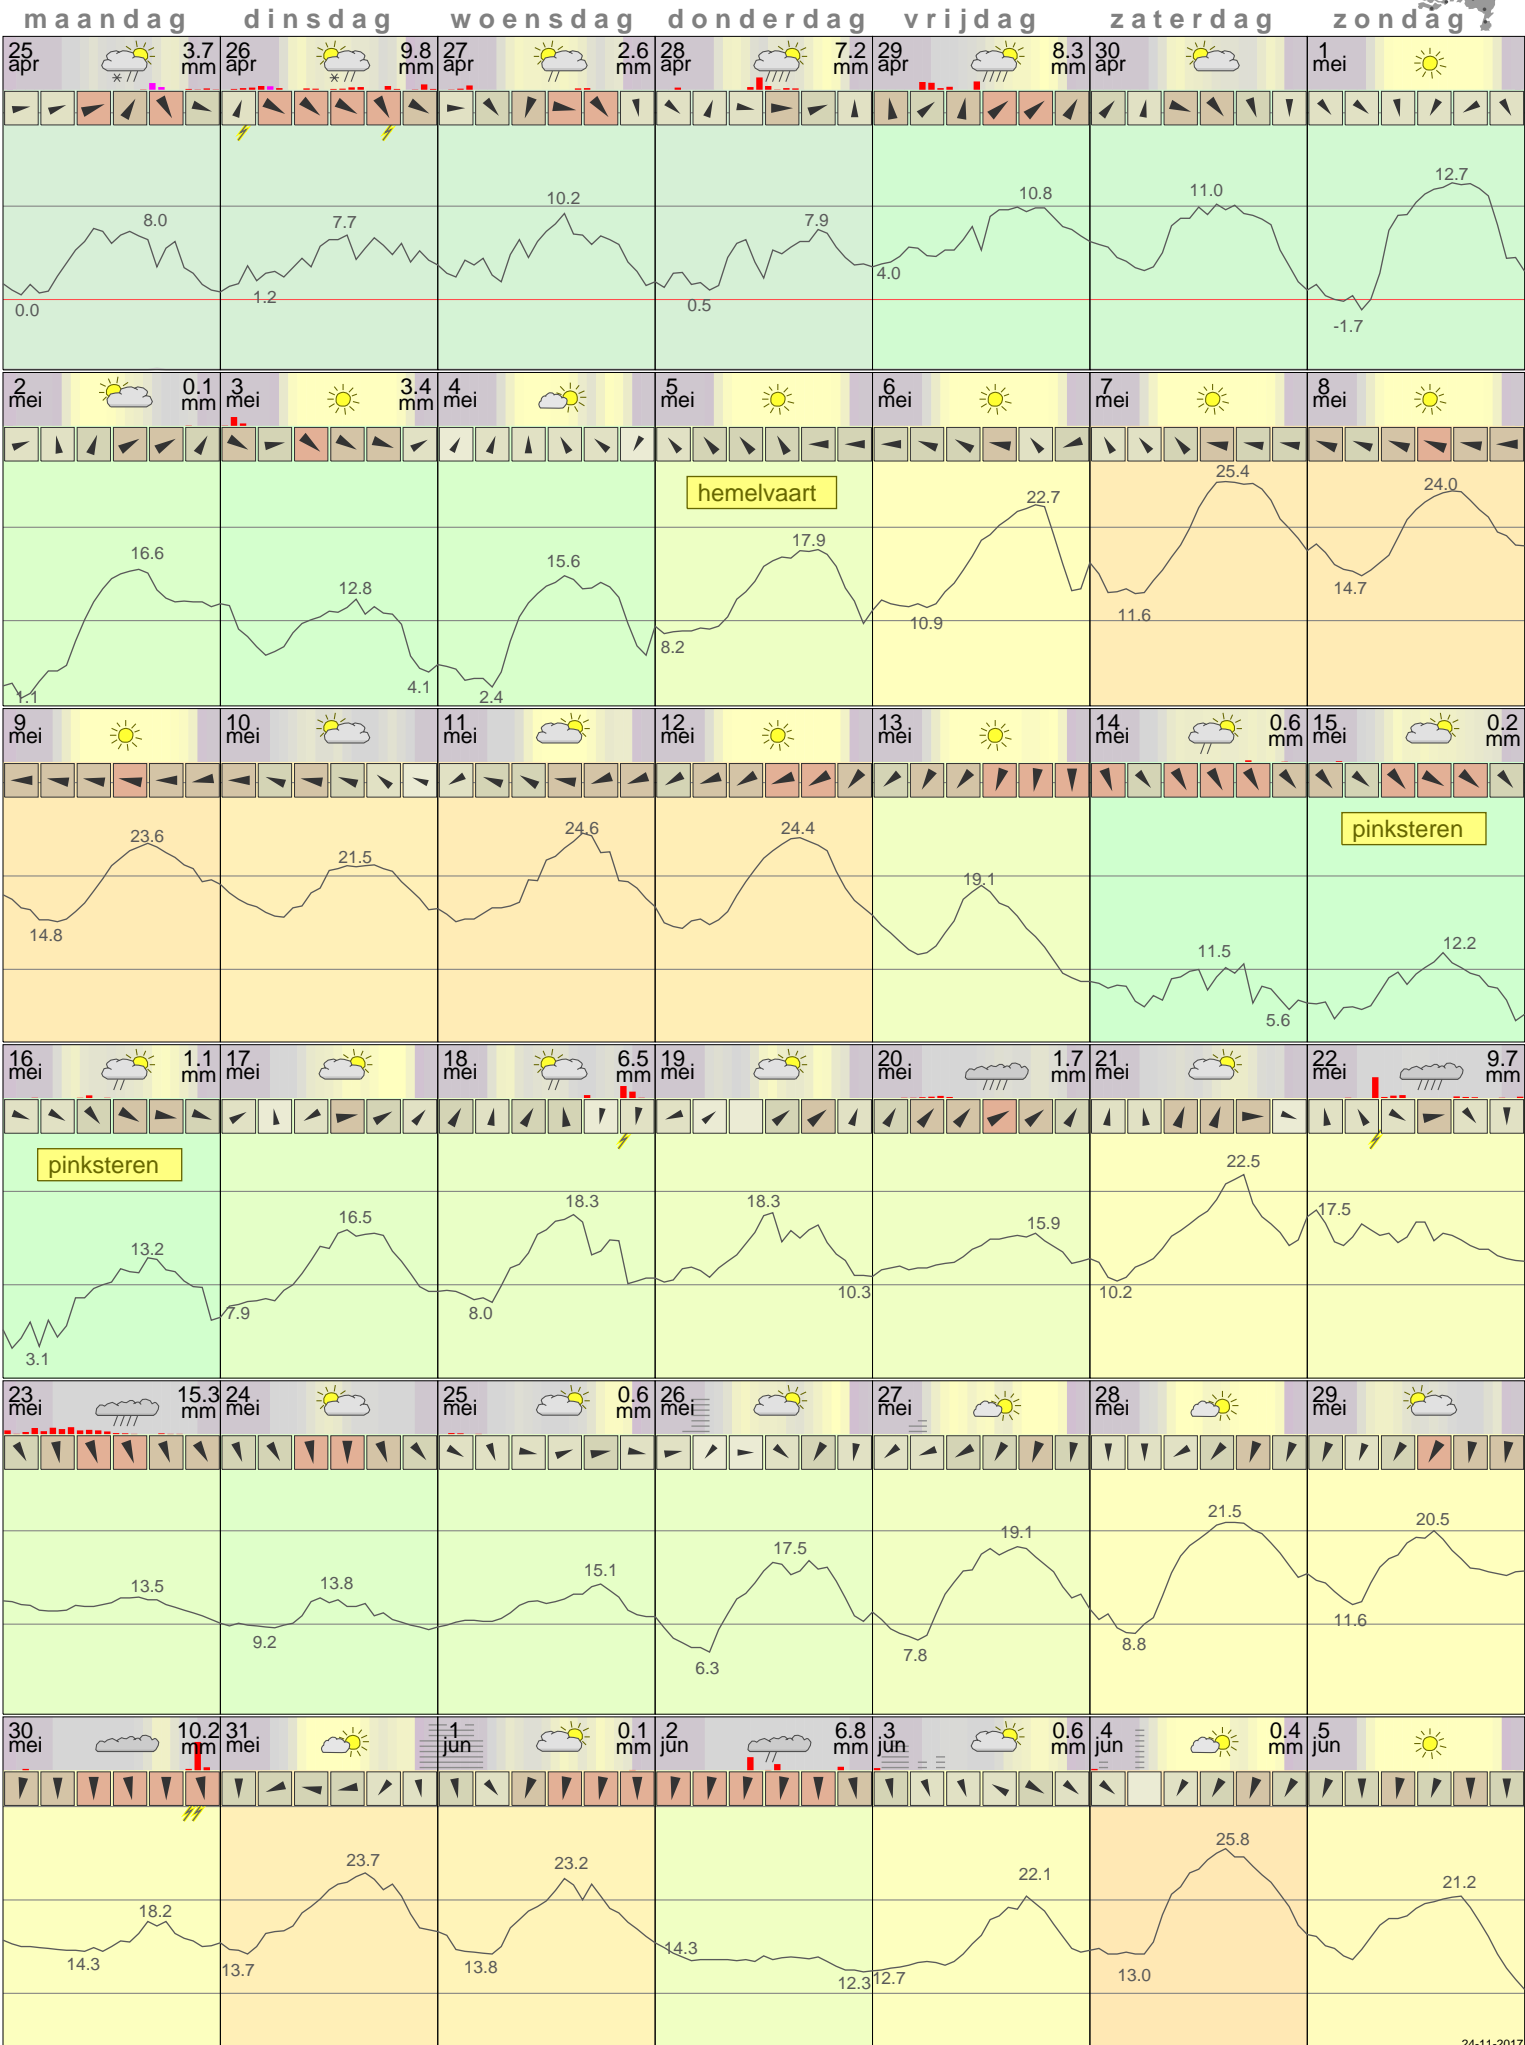 maandag dinsdag woensdag donderdag vrijdag zaterdag zondag
25 3.7 26 9.8 27 2.6 28 7.2 29 8.3 30 1
apr mm apr mm apr mm apr mm apr mm apr mei
8.0 7.7 10.2 7.9 10.8 11.0 12.7
0.0 1.2 0.5 4.0 -1.7
2 0.1 3 3.4 4 5 6 7 8
mei mm mei mm mei mei mei mei mei
hemelvaart
16.6 12.8 15.6 17.9 22.7 25.4 24.0
1.1 4.1 2.4 8.2 10.9 11.6 14.7
9 10 11 12 13 14 0.6 15 0.2
mei mei mei mei mei mei mm mei mm
pinksteren
23.6 21.5 24.6 24.4 19.1 11.5 12.2
14.8 5.6
16 1.1 17 18 6.5 19 20 1.7 21 22 9.7
mei mm mei mei mm mei mei mm mei mei mm
pinksteren
13.2 16.5 18.3 18.3 15.9 22.5 17.5
3.1 7.9 8.0 10.3 10.2
23 15.3 24 25 0.6 26 27 28 29
mei mm mei mei mm mei mei mei mei
13.5 13.8 15.1 17.5 19.1 21.5 20.5
9.2 6.3 7.8 8.8 11.6
30 10.2 31 1 0.1 2 6.8 3 0.6 4 0.4 5
mei mm mei jun mm jun mm jun mm jun mm jun
18.2 23.7 23.2 14.3 22.1 25.8 21.2
14.3 13.7 13.8 12.3 12.7 13.0
24-11-2017